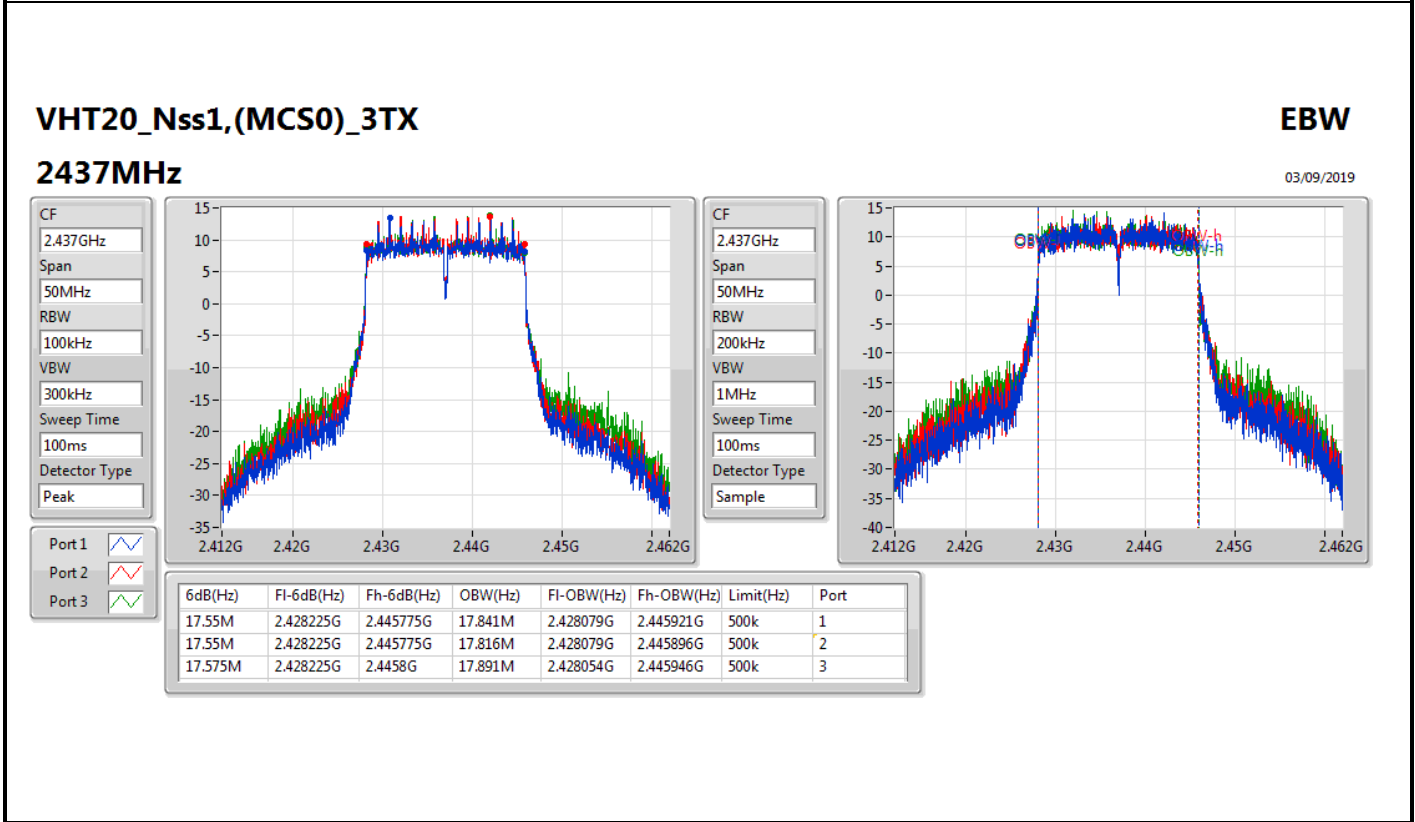 VHT20_Nss1,(MCS0)_3TX
EBW
2437MHz
03/09/2019
CF
2.437GHz
Span
50MHz
RBW
100kHz
VBW
300kHz
Sweep Time
100ms
Detector Type
Peak
15
10
5
0
-5
-10
-15
-20
-25
-30
-35
2.412G 2.42G 2.43G 2.44G 2.45G 2.462G
CF
2.437GHz
Span
50MHz
RBW
200kHz
VBW
1MHz
Sweep Time
100ms
Detector Type
Sample
15
10
5
0
-5
-10
-15
-20
-25
-30
-35
-40
OBW-h
2.412G 2.42G 2.43G 2.44G 2.45G 2.462G
Port 1
Port 2
Port 3
6dB(Hz) Fl-6dB(Hz) Fh-6dB(Hz) OBW(Hz) Fl-OBW(Hz) Fh-OBW(Hz) Limit(Hz) Port
17.55M 2.428225G 2.445775G 17.841M 2.428079G 2.445921G 500k 1
17.55M 2.428225G 2.445775G 17.816M 2.428079G 2.445896G 500k 2
17.575M 2.428225G 2.4458G 17.891M 2.428054G 2.445946G 500k 3